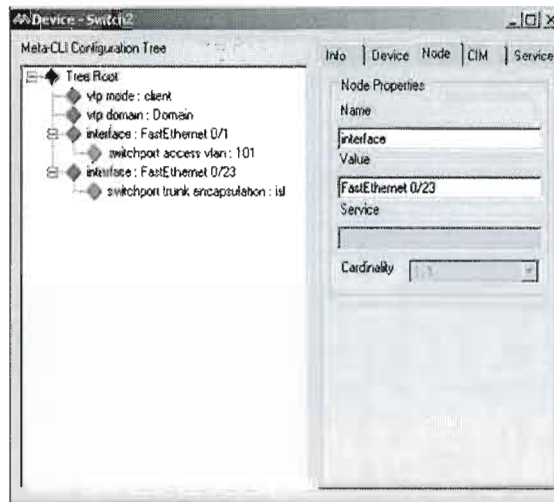 Device - Switch2
Meta-CLI Configuration Tree
Tree Root
vtp mode : client
vtp domain : Domain
interface : FastEthernet 0/1
switchport access vlan : 101
interface : FastEthernet 0/23
switchport trunk encapsulation : isl
Info
Device
Node
CIM
Service
Node Properties
Name
interface
Value
FastEthernet 0/23
Service
Cardinality